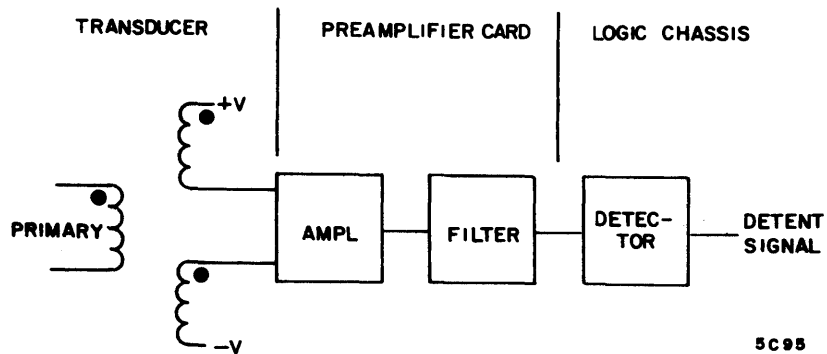 TRANSDUCER
PREAMPLIFIER CARD
LOGIC CHASSIS
+V
PRIMARY
-V
AMPL
FILTER
DETEC-
TOR
DETENT
SIGNAL
5C95